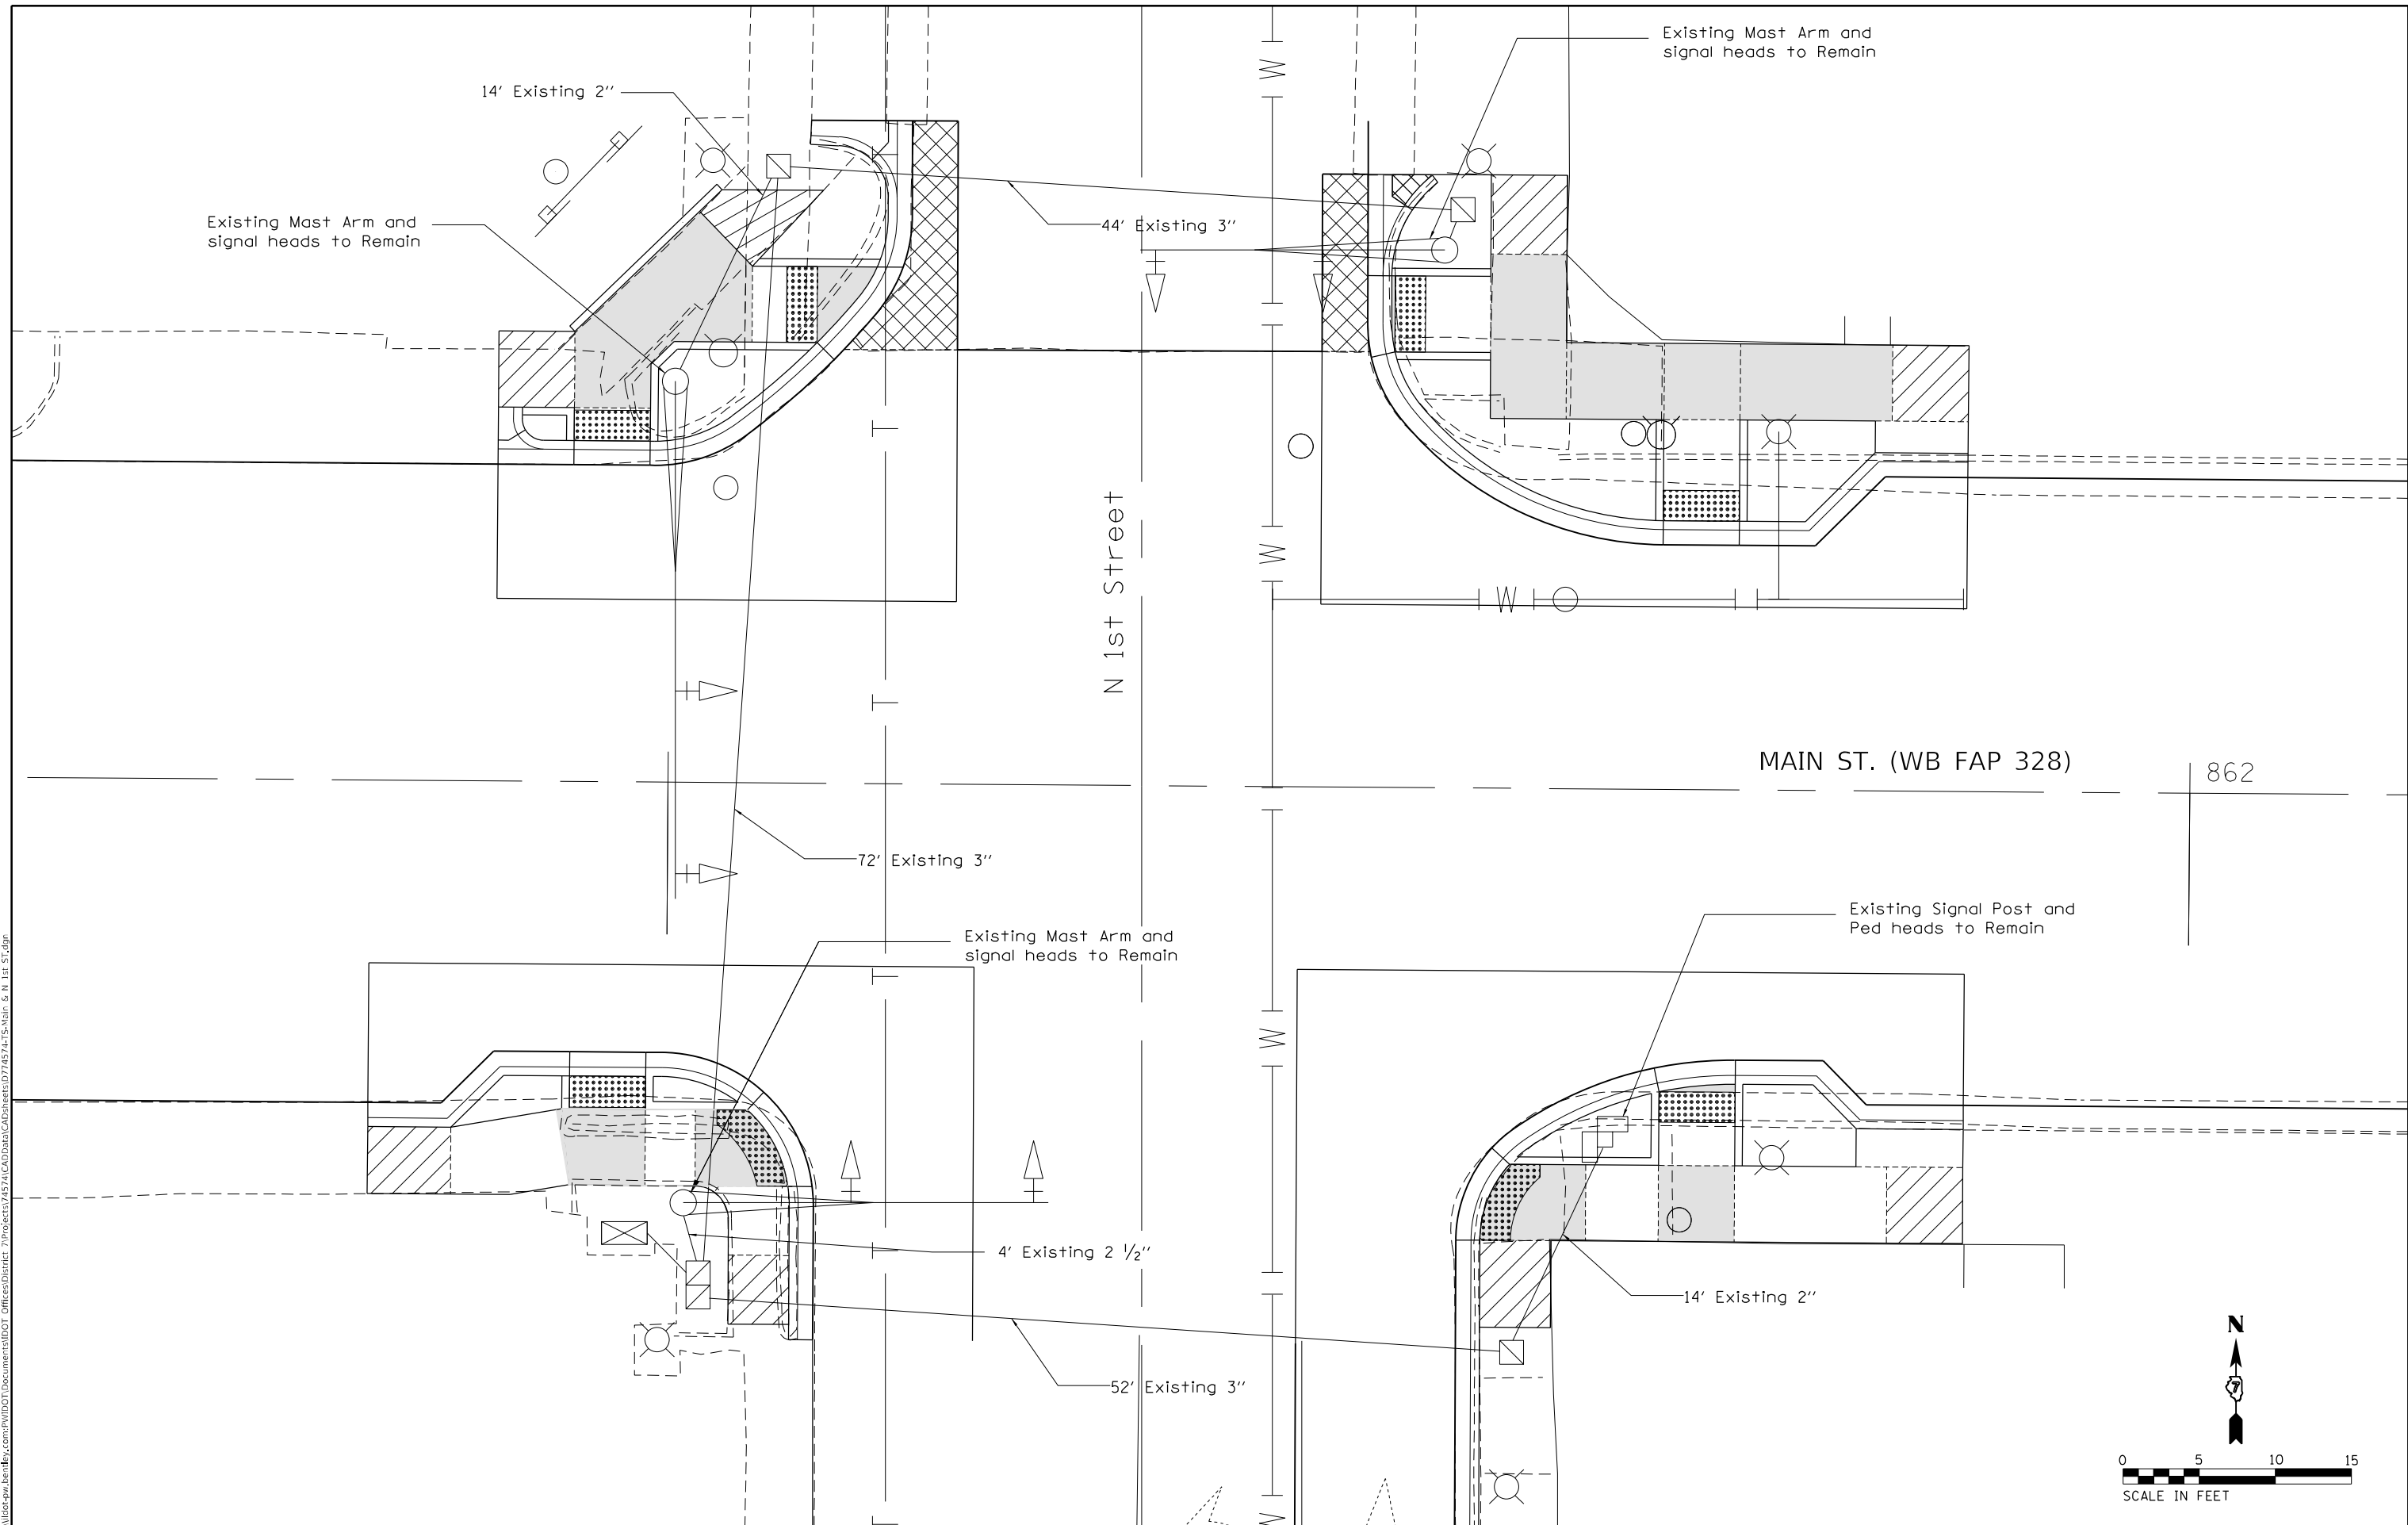 Existing Mast Arm and
signal heads to Remain
14' Existing 2''
Existing Mast Arm and
signal heads to Remain
44' Existing 3''
W
W
W
W
W
T
T
T
T
T
T
N 1st Street
W
MAIN ST. (WB FAP 328)
862
72' Existing 3''
Existing Signal Post and
Ped heads to Remain
Existing Mast Arm and
signal heads to Remain
4' Existing 2 ½''
14' Existing 2''
52' Existing 3''
N
7
0 5 10 15
SCALE IN FEET